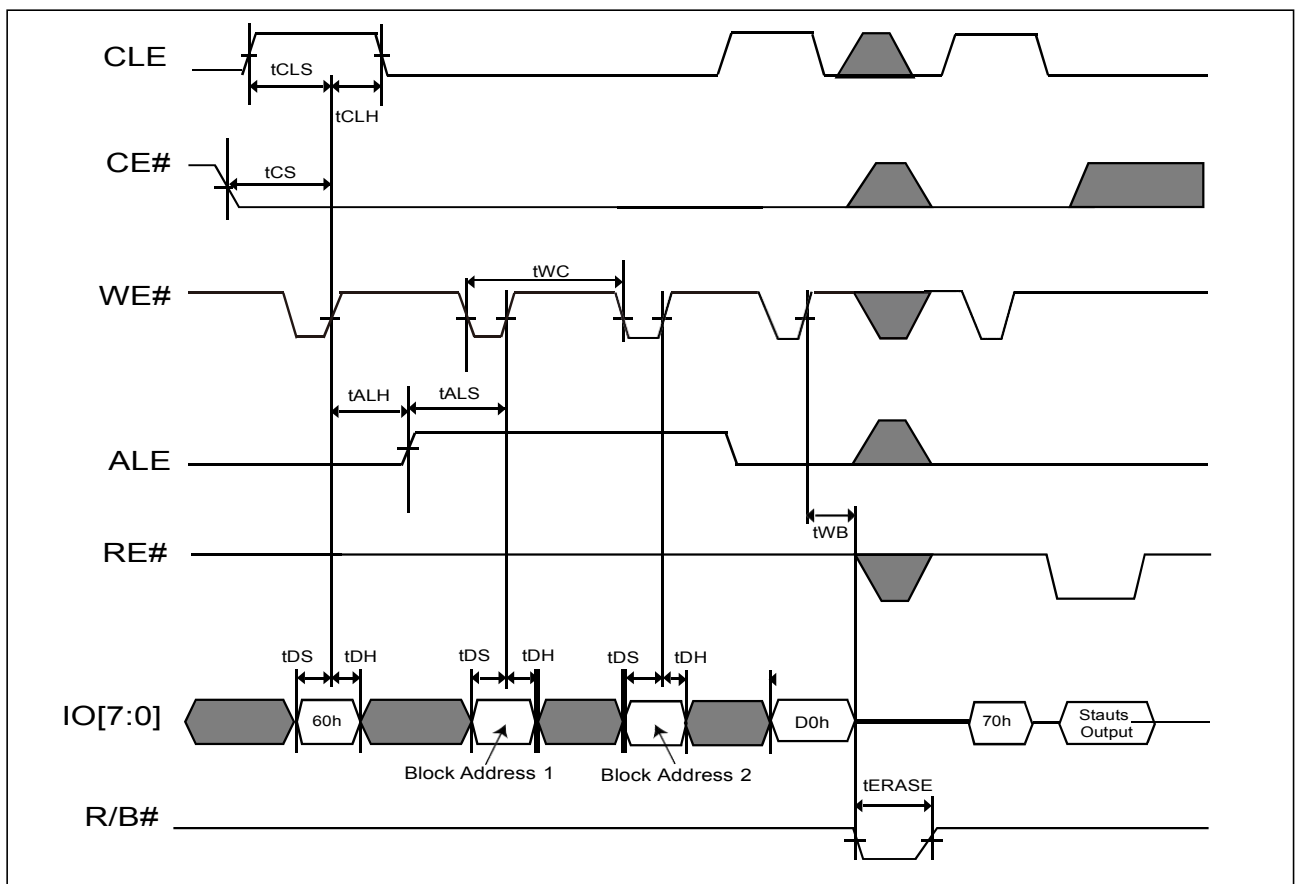 CLE
tCLS
tCLH
CE#
tCS
WE#
tWC
ALE
tALH
tALS
RE#
tWB
IO[7:0]
tDS
tDH
tDS
tDH
tDS
tDH
60h
D0h
70h
Stauts
Output
Block Address 1
Block Address 2
R/B#
tERASE